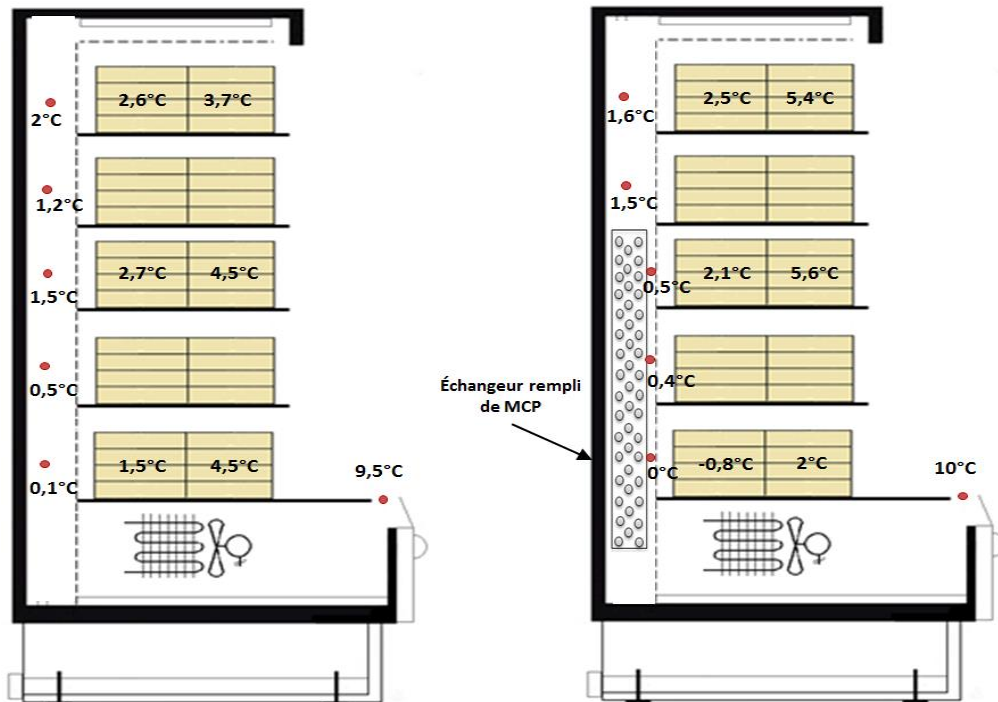 2,6°C 3,7°C
2°C
1,2°C
2,7°C 4,5°C
1,5°C
0,5°C
1,5°C 4,5°C
9,5°C
0,1°C
2,5°C 5,4°C
1,6°C
1,5°C
2,1°C 5,6°C
0,5°C
0,4°C
Échangeur rempli
de MCP
-0,8°C 2°C
0°C
10°C